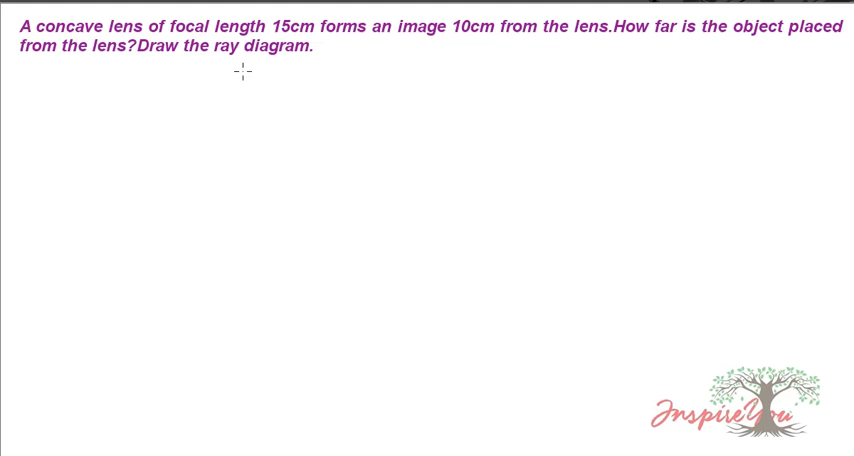 A concave lens of focal length 15cm forms an image 10cm from the lens.How far is the object placed
from the lens?Draw the ray diagram.
InspireYou